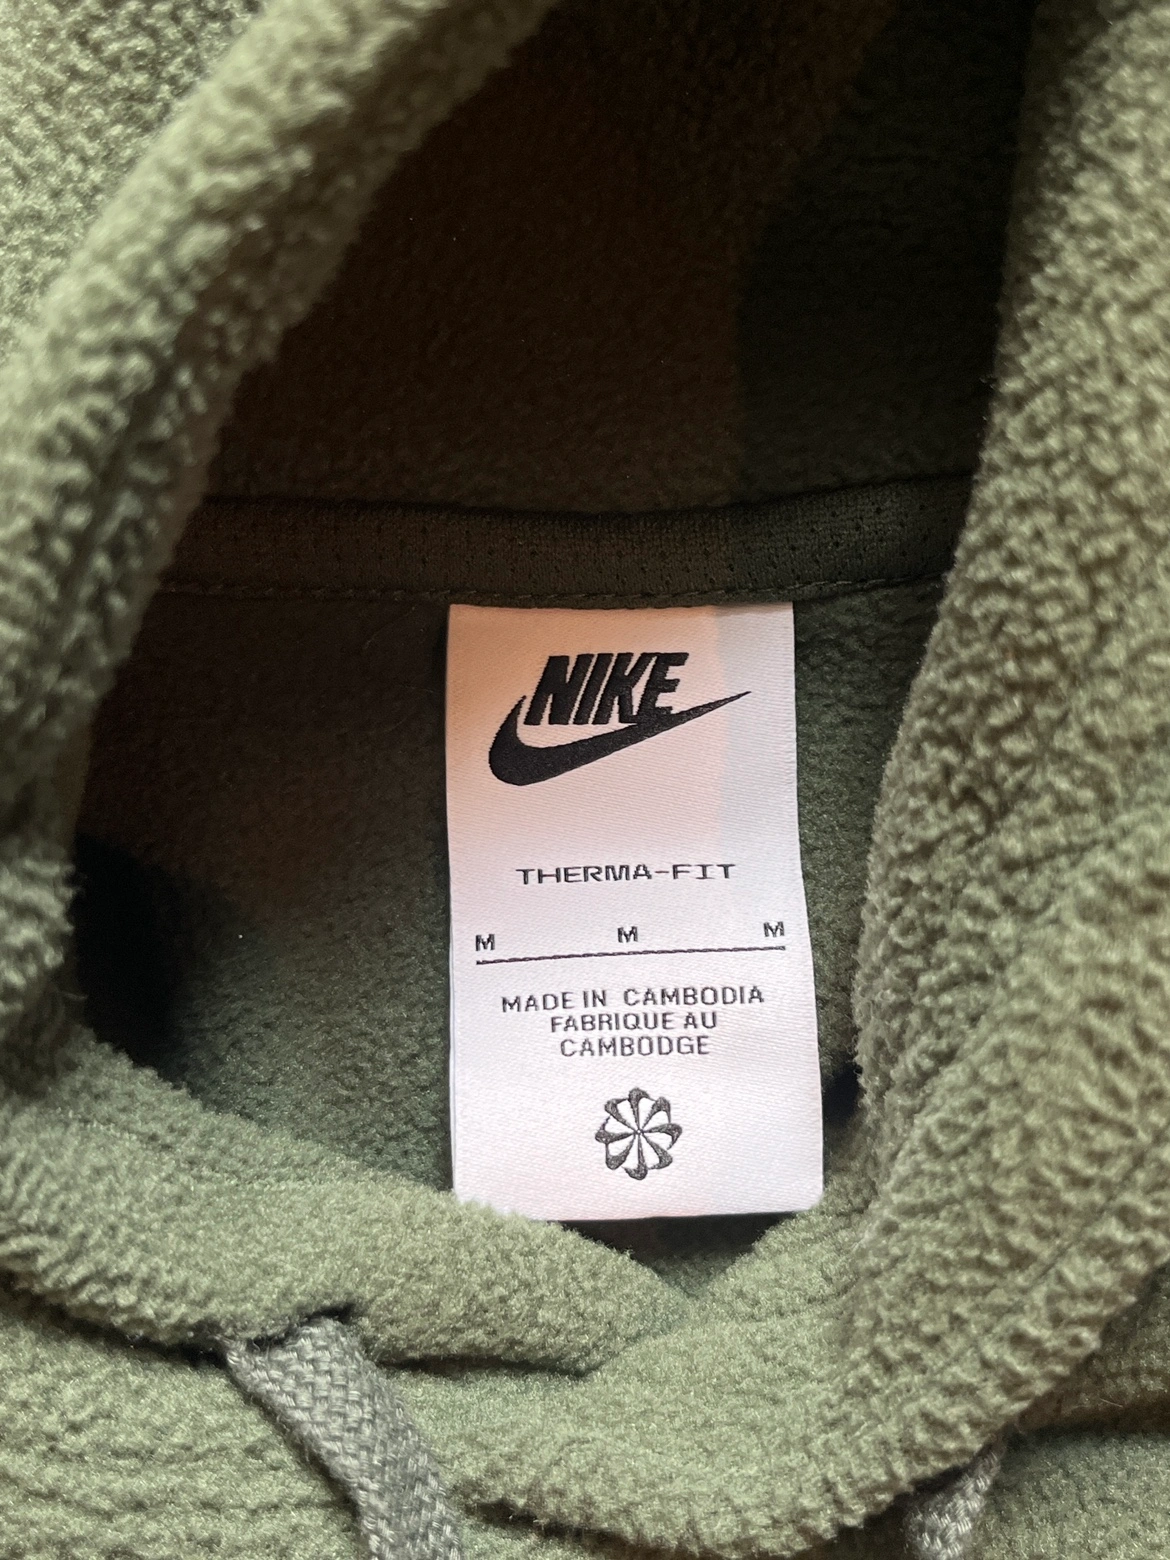 NIKE
THERMA-FIT
M M M
MADE IN CAMBODIA
FABRIQUE AU
CAMBODGE